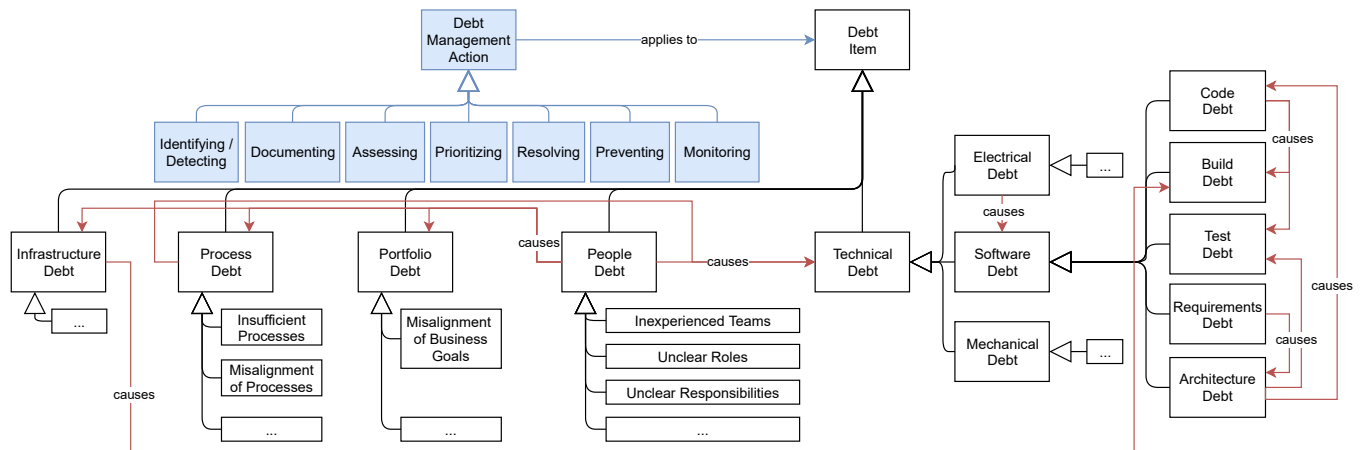 Debt
Management
Action
applies to
Debt
Item
Identifying /
Detecting
Documenting
Assessing
Prioritizing
Resolving
Preventing
Monitoring
Infrastructure
Debt
...
causes
Process
Debt
Insufficient
Processes
Misalignment
of Processes
...
Portfolio
Debt
Misalignment
of Business
Goals
...
causes
People
Debt
Inexperienced Teams
Unclear Roles
Unclear Responsibilities
...
causes
Technical
Debt
Electrical
Debt
...
causes
Software
Debt
Mechanical
Debt
...
Code
Debt
causes
Build
Debt
Test
Debt
causes
Requirements
Debt
causes
Architecture
Debt